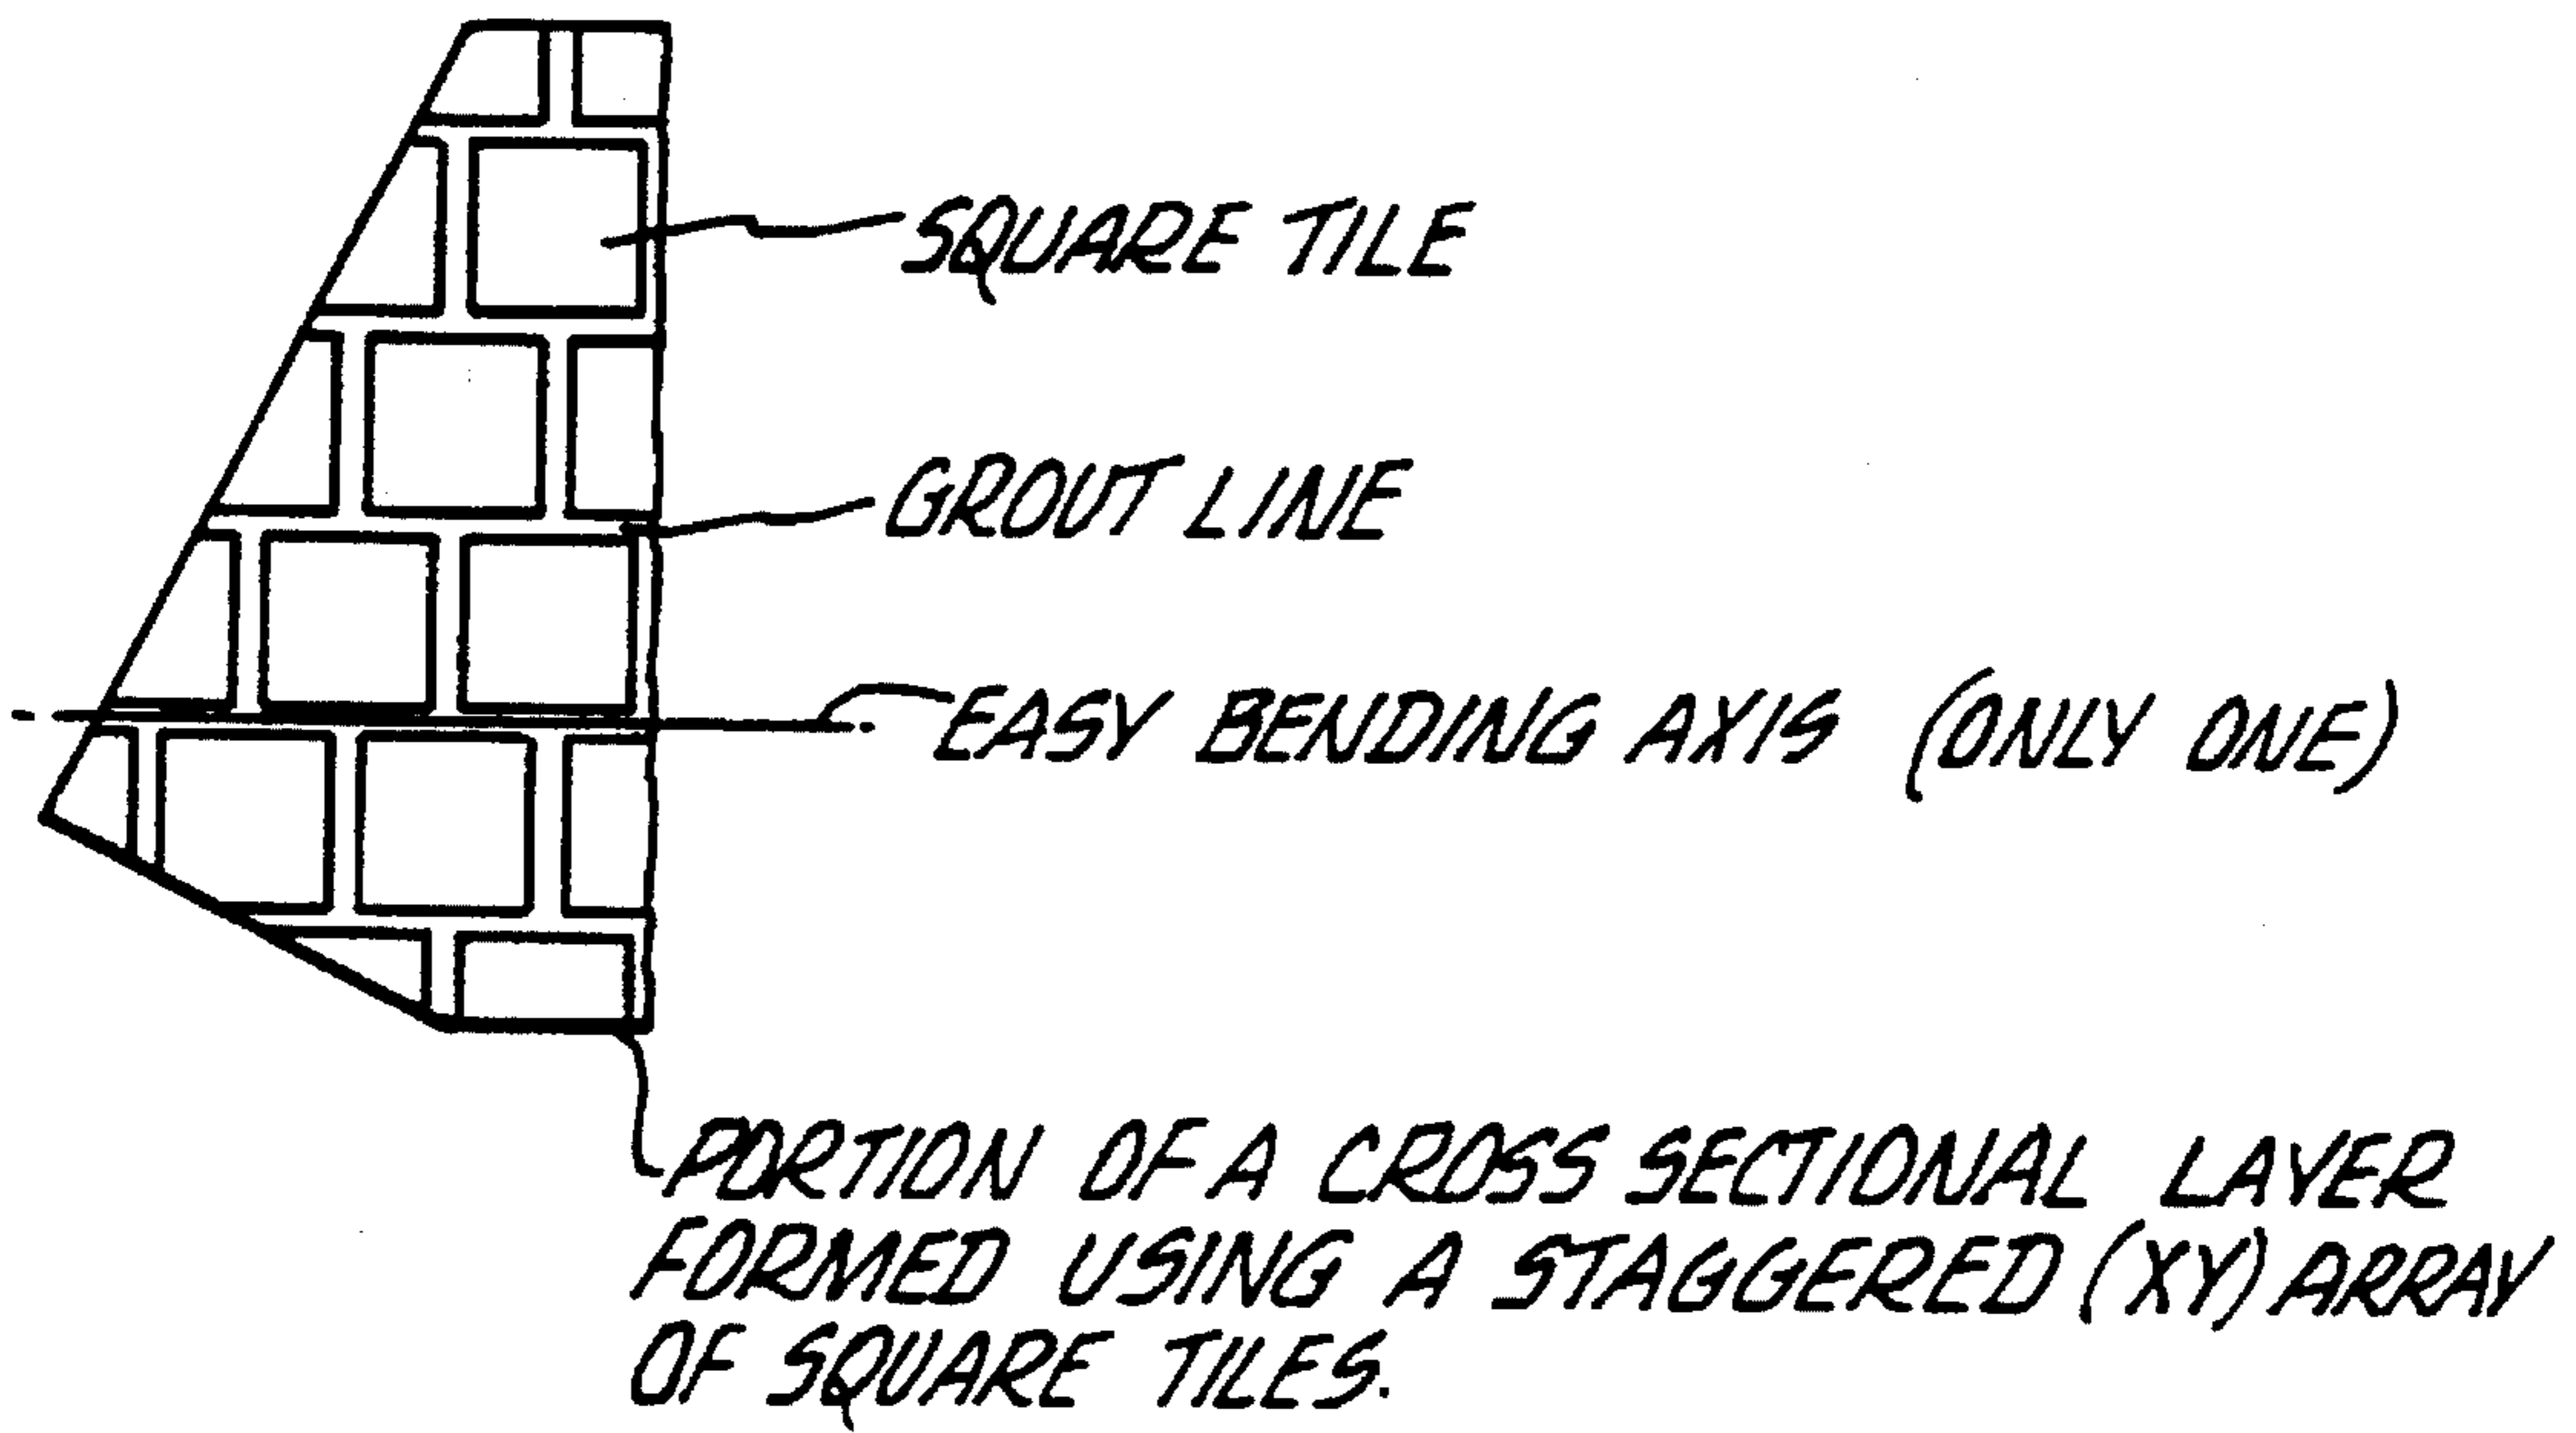 SQUARE TILE
GROUT LINE
EASY BENDING AXIS (ONLY ONE)
PORTION OF A CROSS SECTIONAL LAYER
FORMED USING A STAGGERED (XY) ARRAY
OF SQUARE TILES.